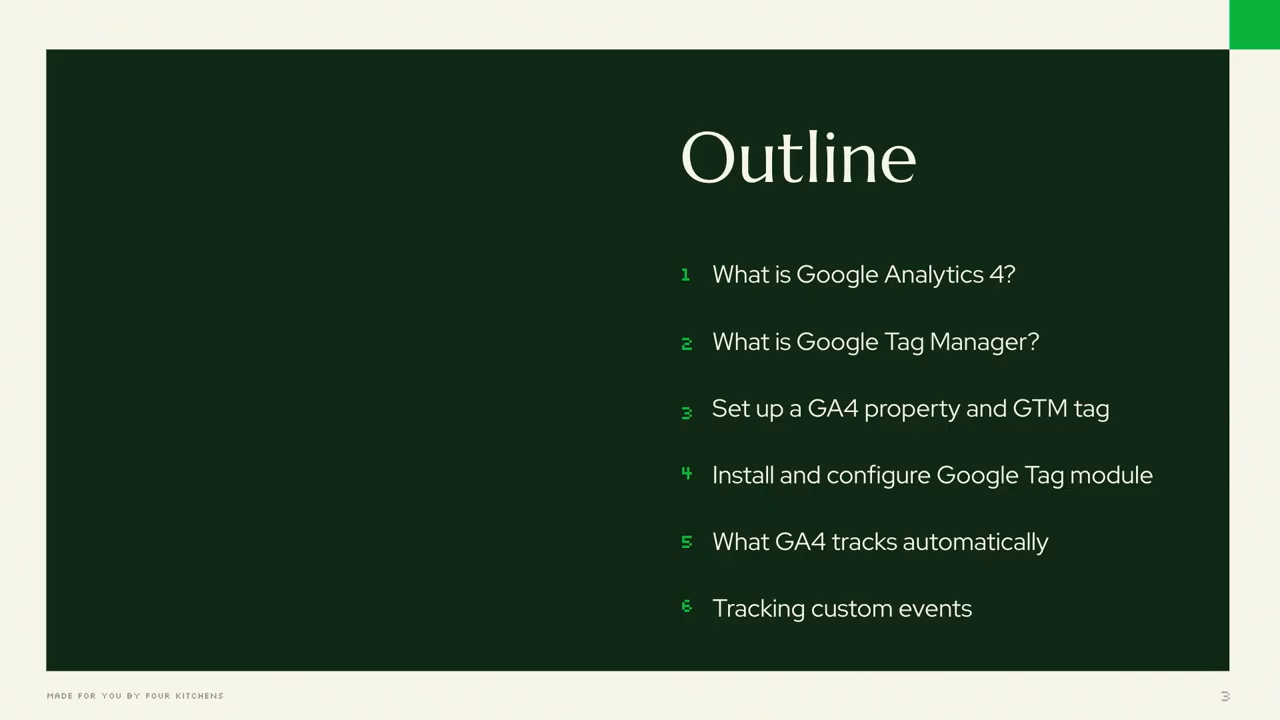 Outline
1 What is Google Analytics 4?
2 What is Google Tag Manager?
3 Set up a GA4 property and GTM tag
4 Install and configure Google Tag module
5 What GA4 tracks automatically
6 Tracking custom events
MADE FOR YOU BY FOUR KITCHENS
3